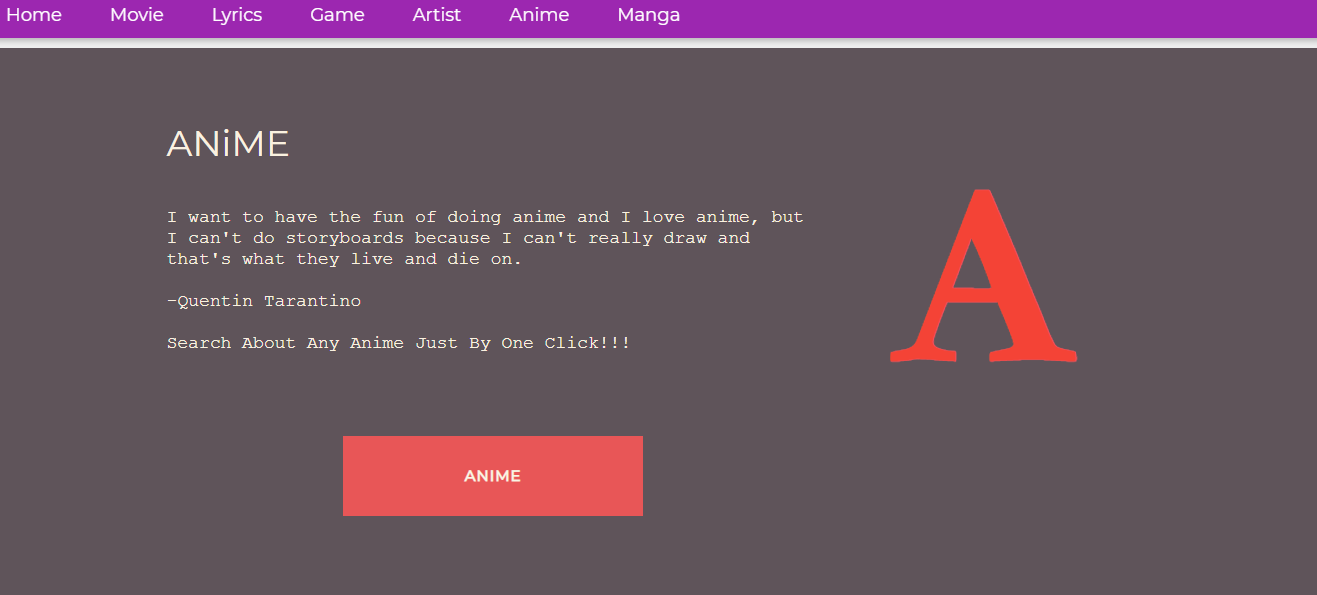 Home Movie Lyrics Game Artist Anime Manga
ANiME
I want to have the fun of doing anime and I love anime, but
I can't do storyboards because I can't really draw and
that's what they live and die on.
-Quentin Tarantino
Search About Any Anime Just By One Click!!!
A
ANIME